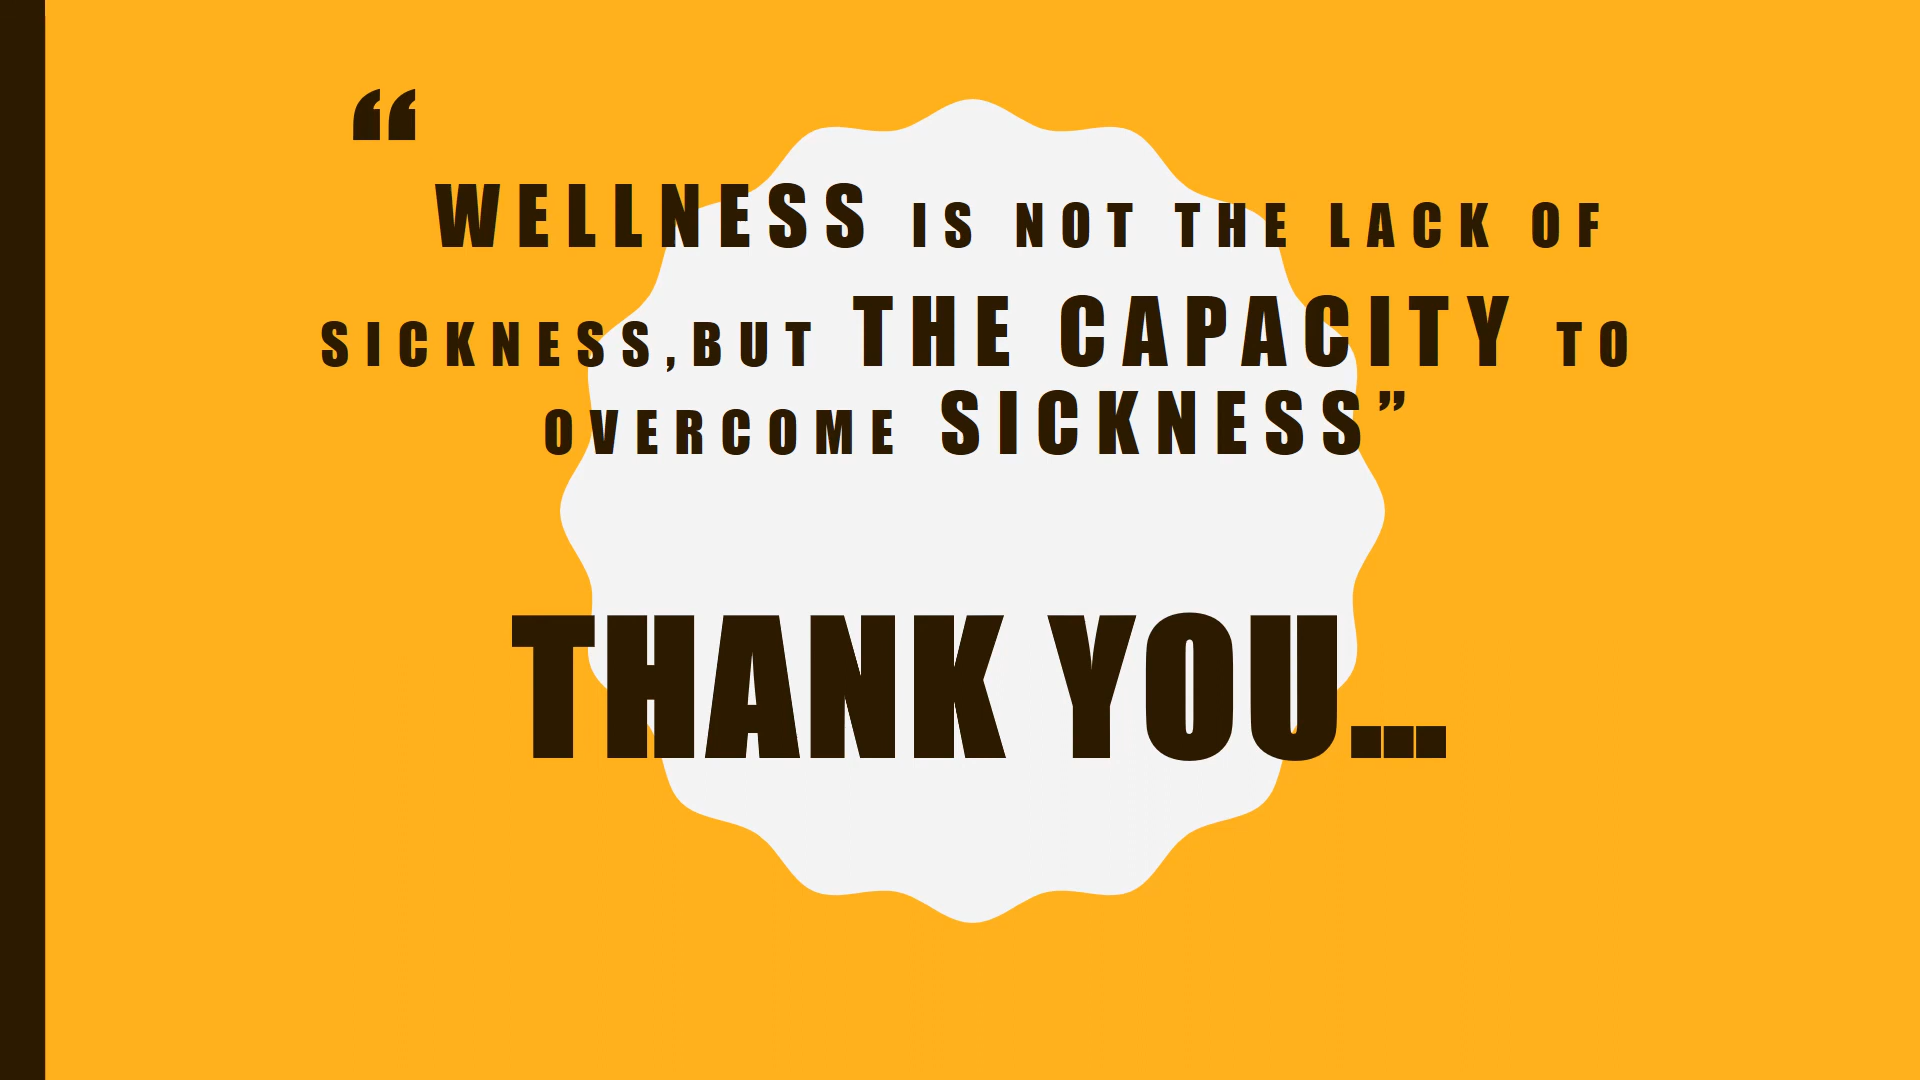 “
WELLNESS IS NOT THE LACK OF
SICKNESS,BUT THE CAPACITY TO
OVERCOME SICKNESS”
THANK YOU...